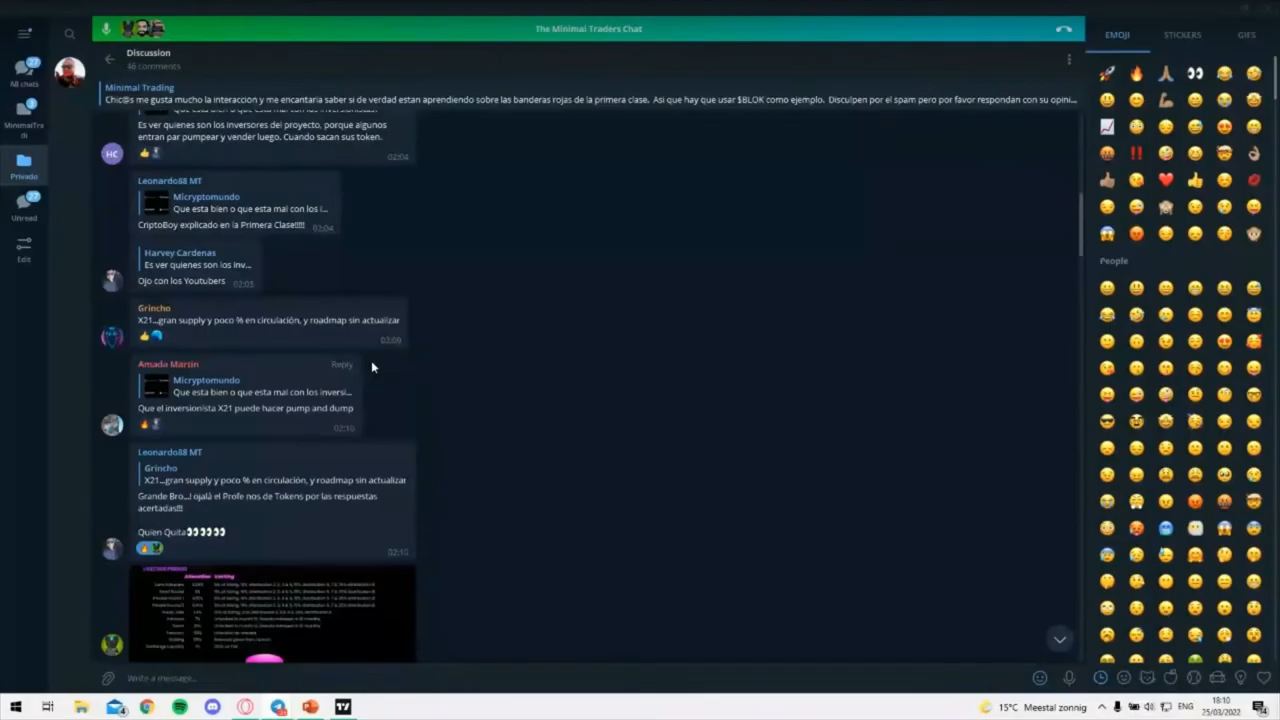 The Minimal Traders Chat
EMOJI
STICKERS
GIFS
27
All chats
3
MinimalTra
di
Privado
27
Unread
Edit
Discussion
46 comments
Minimal Trading
Chic@s me gusta mucho la interaccion y me encantaria saber si de verdad estan aprendiendo sobre las banderas rojas de la primera clase. Asi que hay que usar $BLOK como ejemplo. Disculpen por el spam pero por favor respondan con su opini...
Es ver quienes son los inversores del proyecto, porque algunos
entran par pumpear y vender luego. Cuando sacan sus token.
02:04
HC
Leonardo88 MT
Micryptomundo
Que esta bien o que esta mal con los i...
CriptoBoy explicado en la Primera Clase!!!!!
02:04
Harvey Cardenas
Es ver quienes son los inv...
Ojo con los Youtubers
02:05
Grincho
X21...gran supply y poco % en circulación, y roadmap sin actualizar
02:09
Amada Martin
Reply
Micryptomundo
Que esta bien o que esta mal con los inversi...
Que el inversionista X21 puede hacer pump and dump
02:10
Leonardo88 MT
Grincho
X21...gran supply y poco % en circulación, y roadmap sin actualizar
Grande Bro...! ojalá el Profe nos de Tokens por las respuestas
acertadas!!!
Quien Quita
02:10
People
Write a message...
15°C Meestal zonnig
ENG
18:10
25/03/2022